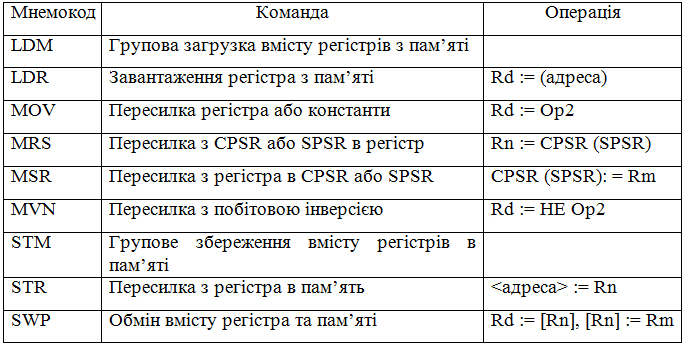 Мнемокод Команда Операція
LDM Групова загрузка вмісту регістрів з пам’яті
LDR Завантаження регістра з пам’яті Rd := (адреса)
MOV Пересилка регістра або константи Rd := Op2
MRS Пересилка з CPSR або SPSR в регістр Rn := CPSR (SPSR)
MSR Пересилка з регістра в CPSR або SPSR CPSR (SPSR): = Rm
MVN Пересилка з побітовою інверсією Rd := НЕ Op2
STM Групове збереження вмісту регістрів в
пам’яті
STR Пересилка з регістра в пам’ять <адреса> := Rn
SWP Обмін вмісту регістра та пам’яті Rd := [Rn], [Rn] := Rm